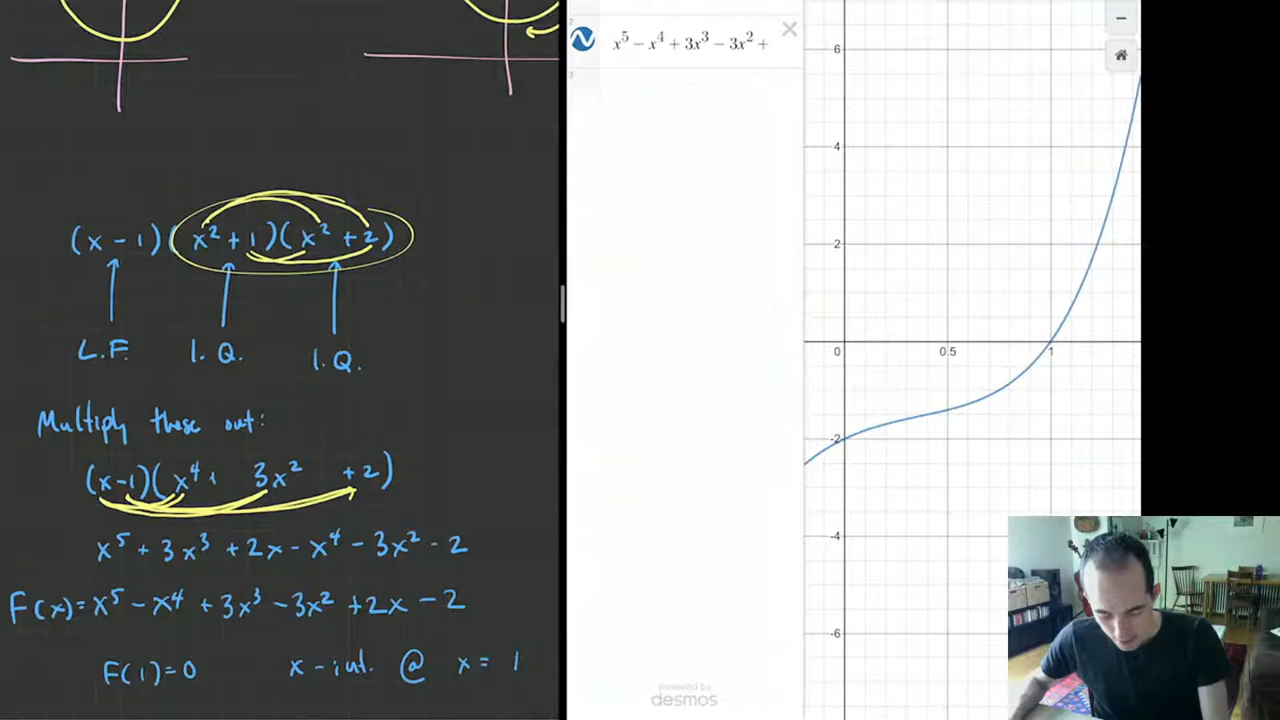 (x - 1)(x² + 1)(x² + 2)
L.F. I.Q. I.Q.
Multiply these out:
(x - 1)(x⁴ + 3x² + 2)
x⁵ + 3x³ + 2x - x⁴ - 3x² - 2
F(x) = x⁵ - x⁴ + 3x³ - 3x² + 2x - 2
F(1) = 0 x - int. @ x = 1
2
x⁵ - x⁴ + 3x³ - 3x² +
3
powered by
desmos
6
4
2
0 0.5 1
-2
-4
-6